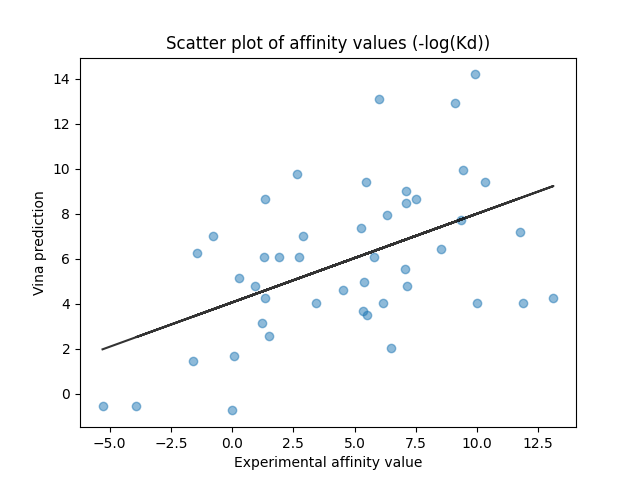 Scatter plot of affinity values (-log(Kd))
14
12
10
8
6
4
2
0
Vina prediction
−5.0 −2.5 0.0 2.5 5.0 7.5 10.0 12.5
Experimental affinity value